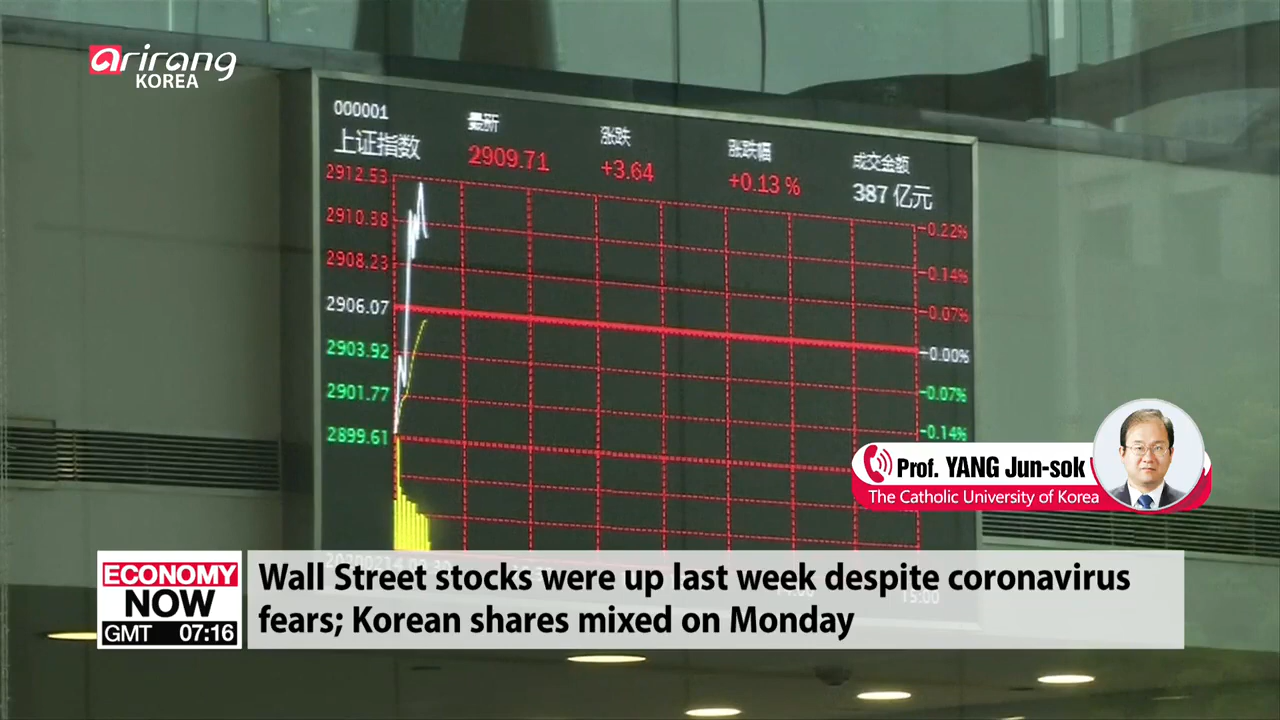 arirang
KOREA
000001
上证指数
最新
2909.71
涨跌
+3.64
涨跌幅
+0.13 %
成交金额
387 亿元
2912.53
2910.38
2908.23
2906.07
2903.92
2901.77
2899.61
0.22%
0.14%
0.07%
0.00%
0.07%
0.14%
Prof. YANG Jun-sok
The Catholic University of Korea
ECONOMY
NOW
GMT 07:16
Wall Street stocks were up last week despite coronavirus
fears; Korean shares mixed on Monday
15:00